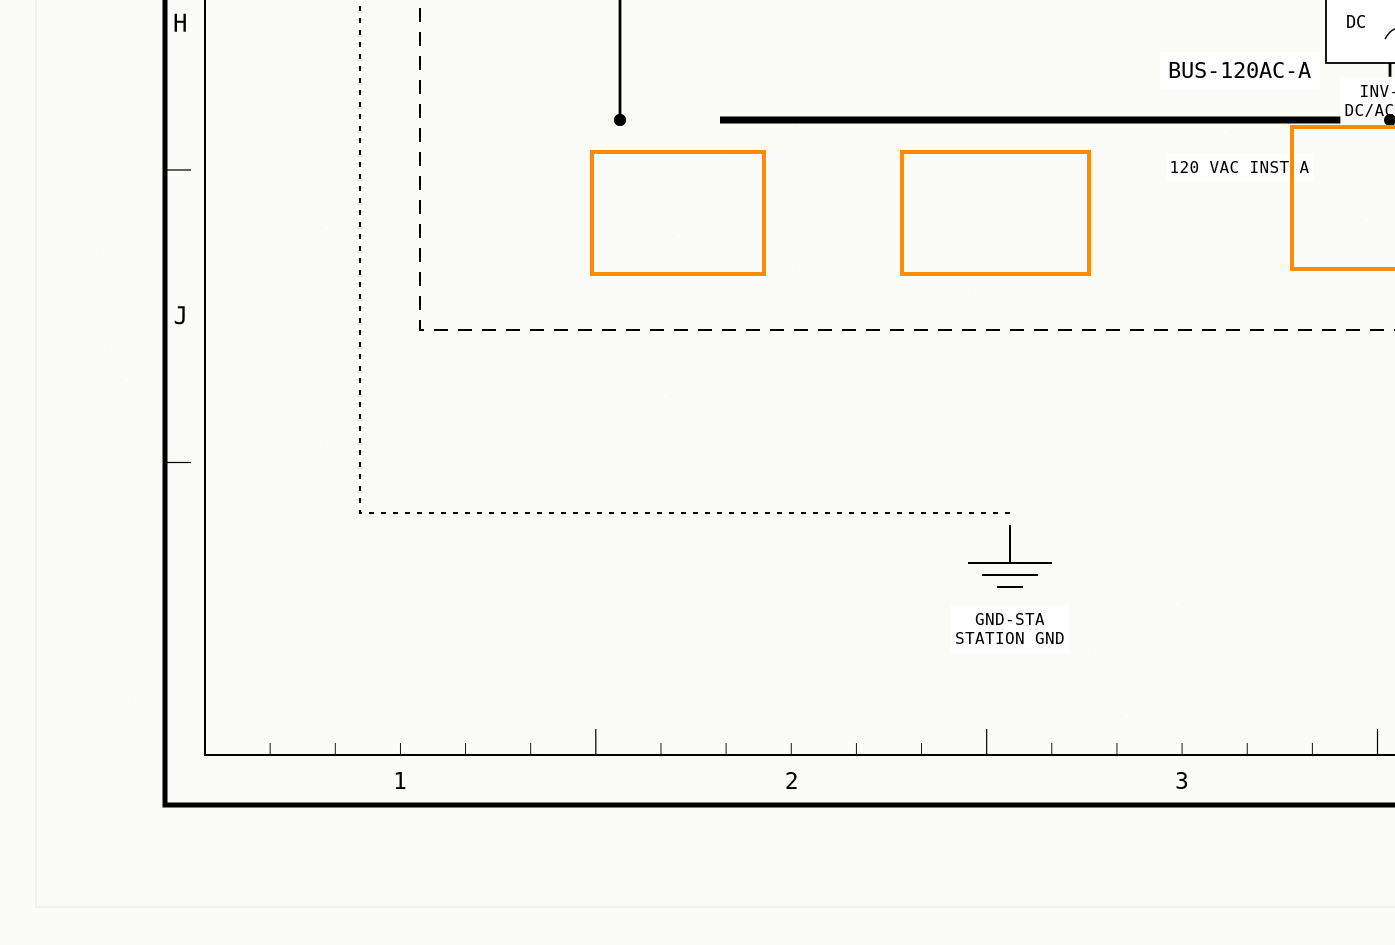 H
DC
BUS-120AC-A
INV-
DC/AC
120 VAC INST A
J
GND-STA
STATION GND
1 2 3